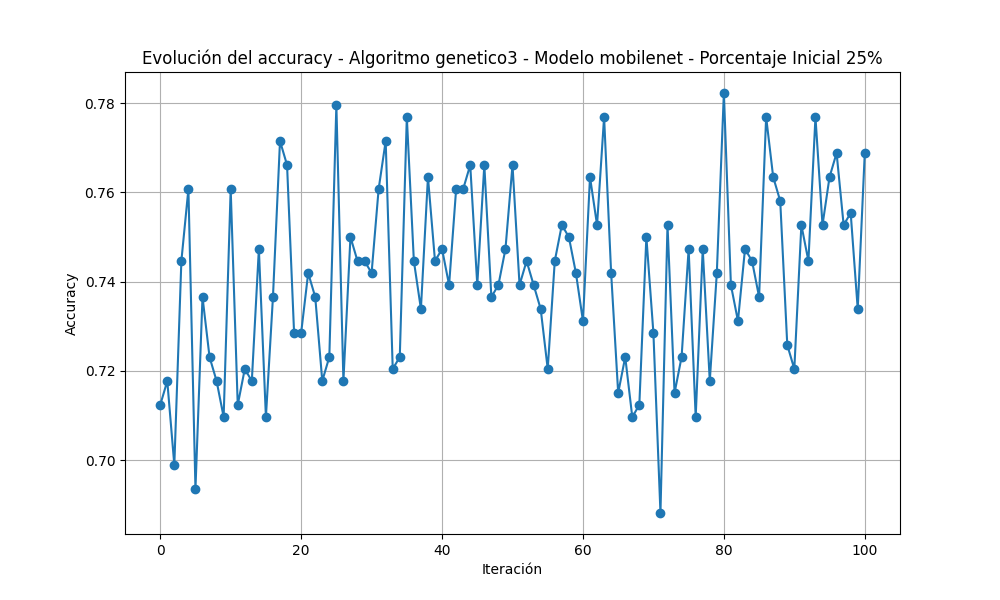 Evolución del accuracy - Algoritmo genetico3 - Modelo mobilenet - Porcentaje Inicial 25%
Accuracy
0.78
0.76
0.74
0.72
0.70
0 20 40 60 80 100
Iteración